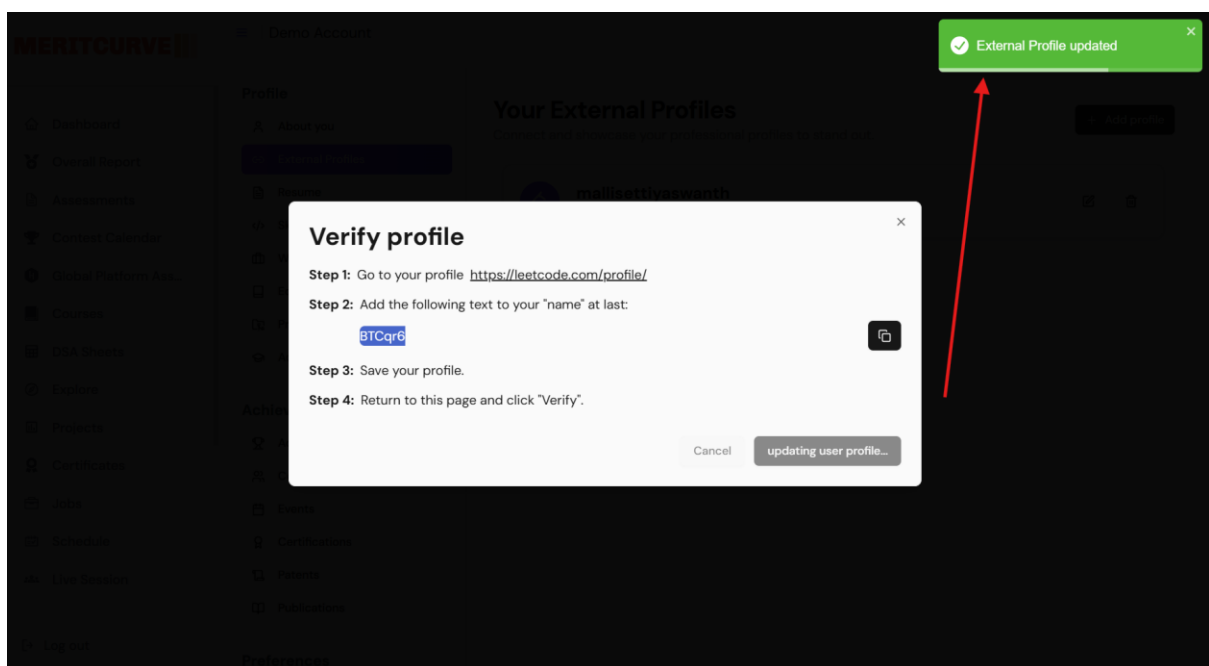 MERITCURVE
Demo Account
External Profile updated
Profile
Your External Profiles
Connect and showcase your professional profiles to stand out
+ Add profile
Dashboard
About you
Overall Report
External Profiles
Assessments
Resume
mallisettiyaswanth
Contest Calendar
Global Platform Ass...
Courses
DSA Sheets
Explore
Projects
Certificates
Jobs
Schedule
Live Session
Log out
Verify profile
Step 1: Go to your profile https://leetcode.com/profile/
Step 2: Add the following text to your "name" at last:
BTCqr6
Step 3: Save your profile.
Step 4: Return to this page and click "Verify".
Cancel
updating user profile...
Events
Certifications
Patents
Publications
Preferences